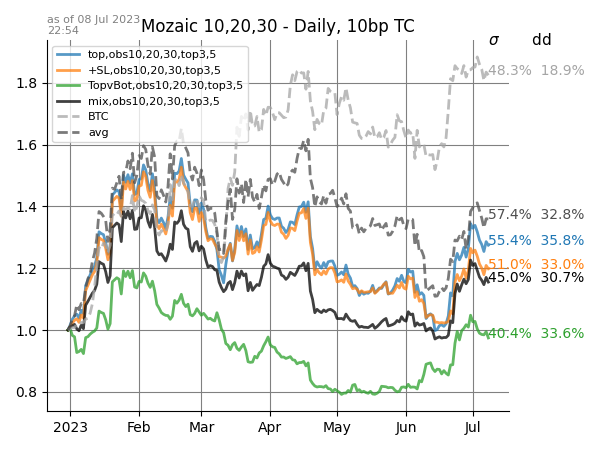 as of 08 Jul 2023
22:54
Mozaic 10,20,30 - Daily, 10bp TC
σ dd
top,obs10,20,30,top3,5
+SL,obs10,20,30,top3,5
TopvBot,obs10,20,30,top3,5
mix,obs10,20,30,top3,5
BTC
avg
48.3% 18.9%
57.4% 32.8%
55.4% 35.8%
51.0% 33.0%
45.0% 30.7%
40.4% 33.6%
1.8
1.6
1.4
1.2
1.0
0.8
2023 Feb Mar Apr May Jun Jul